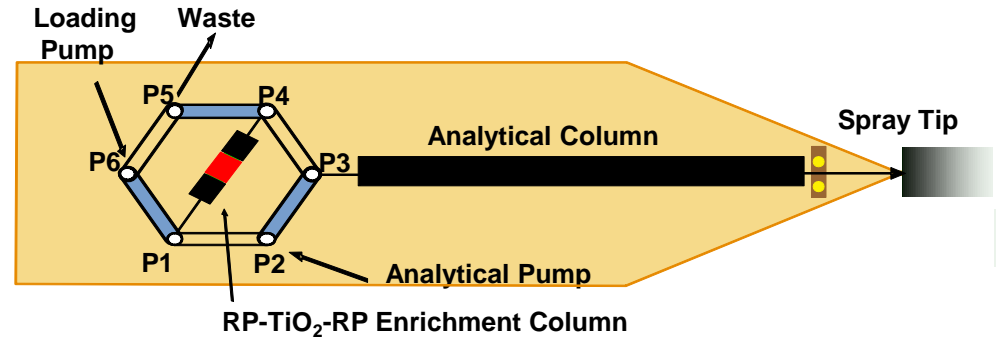 Loading
Pump
Waste
P5
P4
P6
P3
P1
P2
Analytical Column
Spray Tip
Analytical Pump
RP-TiO₂-RP Enrichment Column